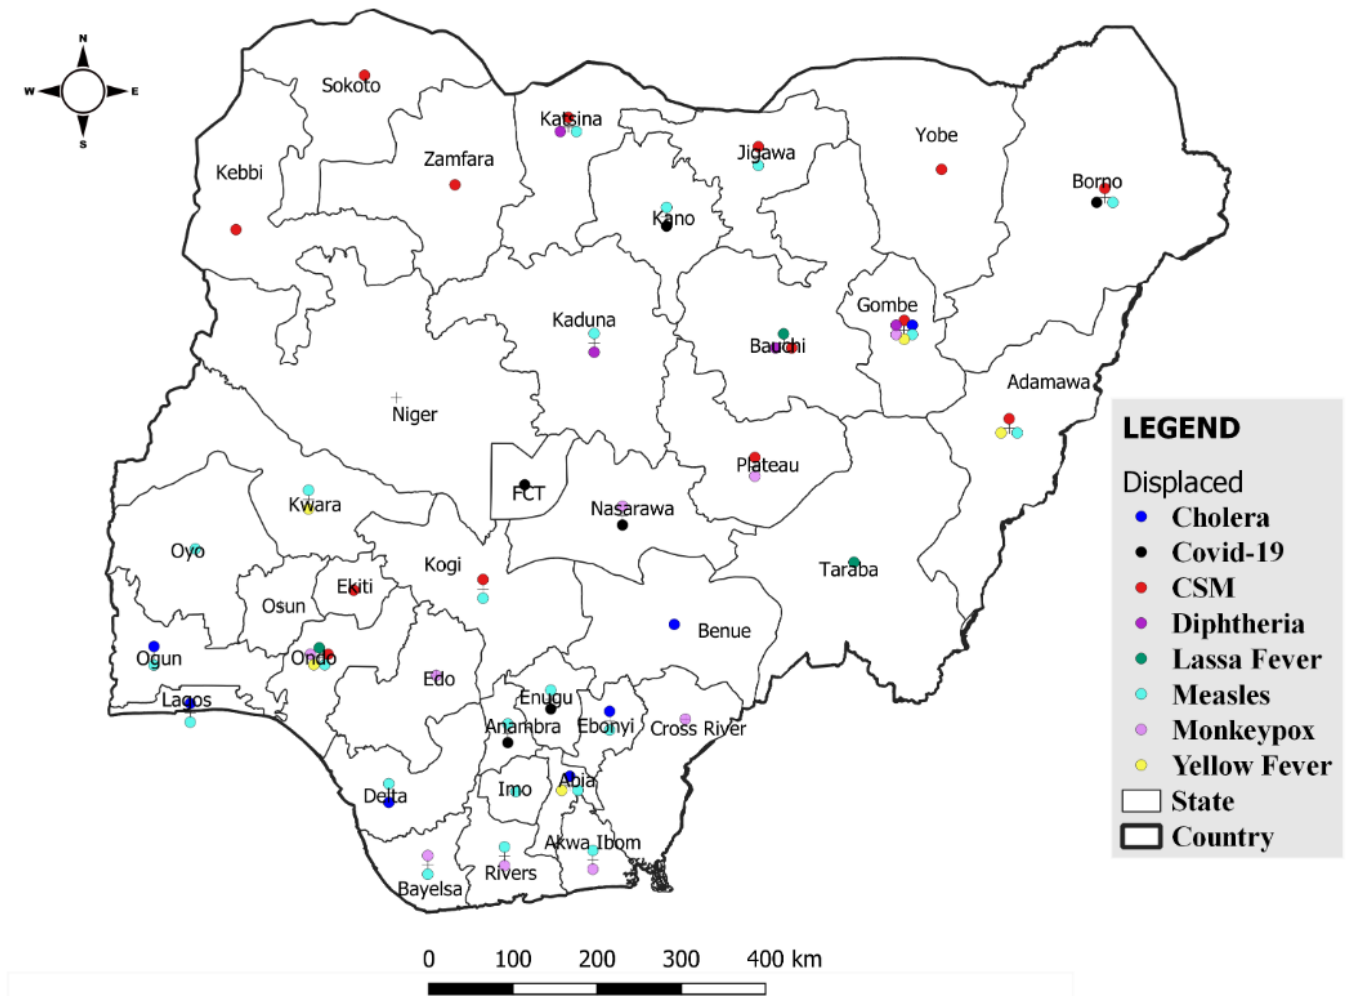 N
W
E
S
Sokoto
Katsina
Yobe
Zamfara
Jigawa
Kebbi
Borno
Kano
Gombe
Kaduna
Bauchi
Adamawa
Niger
Plateau
FCT
Kwara
Nasarawa
Oyo
Kogi
Taraba
Ekiti
Osun
Benue
Ogun
Ondo
Edo
Lagos
Enugu
Anambra
Ebonyi
Cross River
Imo
Abia
Delta
Akwa Ibom
Rivers
Bayelsa
LEGEND
Displaced
Cholera
Covid-19
CSM
Diphtheria
Lassa Fever
Measles
Monkeypox
Yellow Fever
State
Country
0 100 200 300 400 km